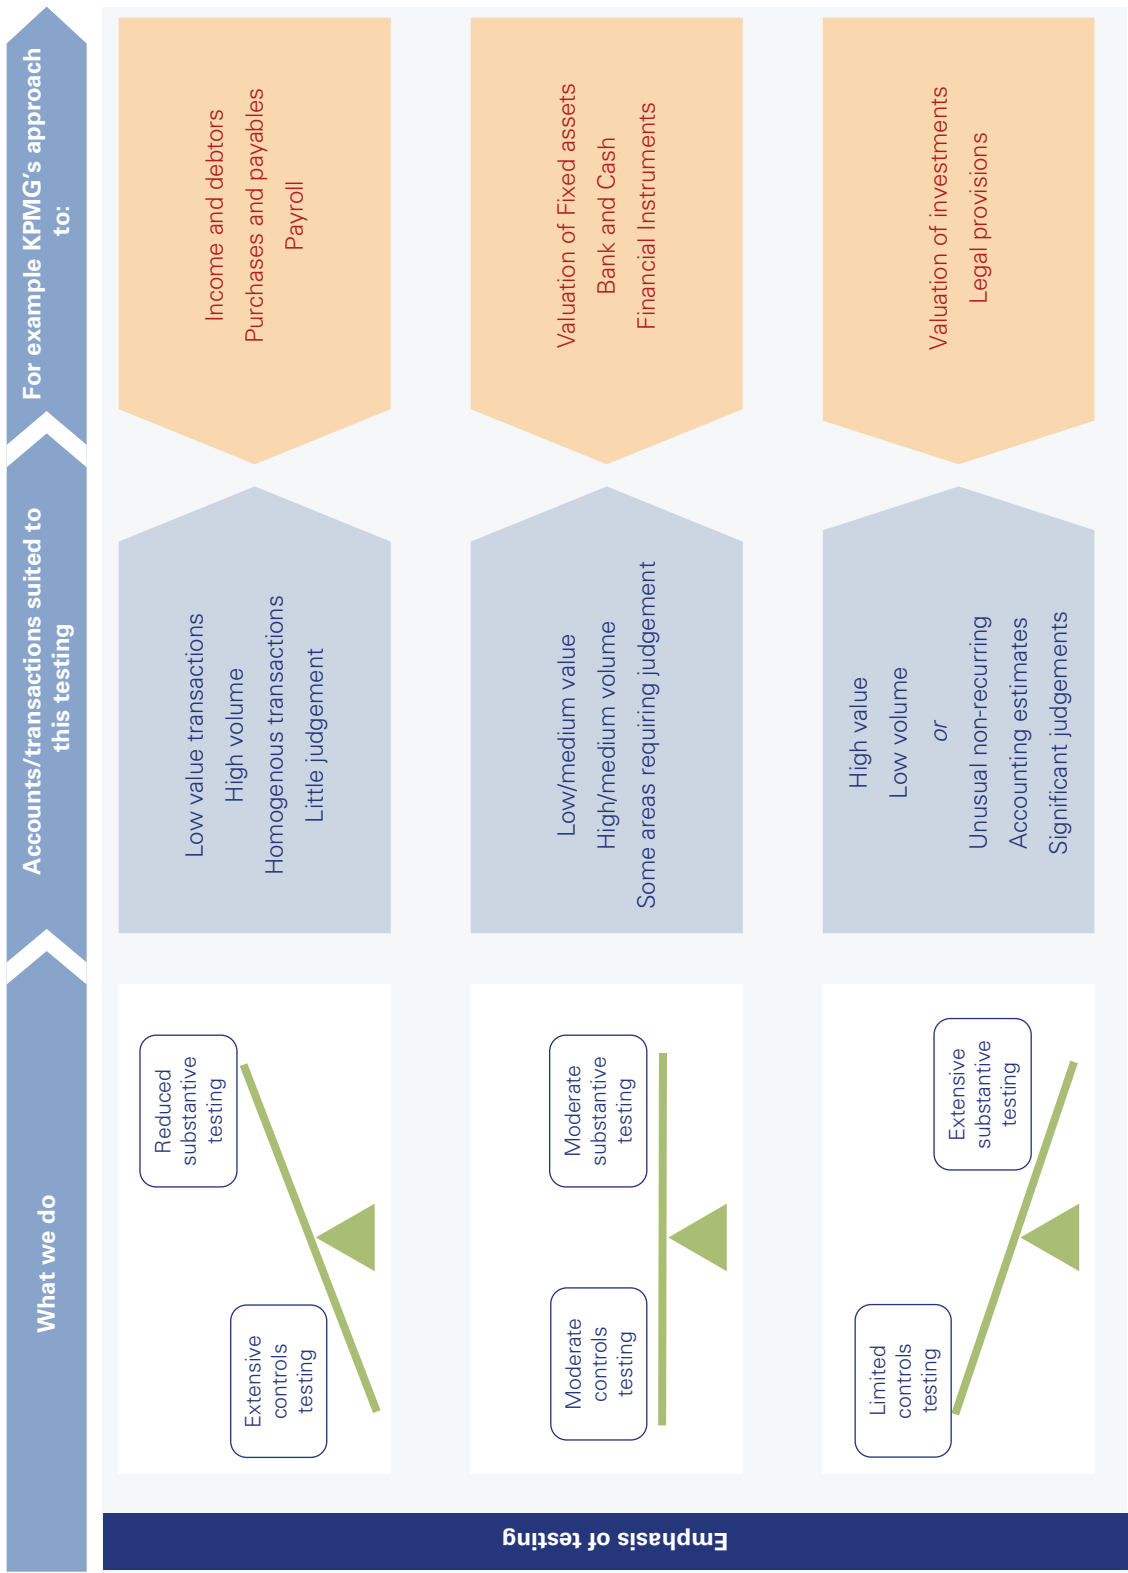 What we do
Accounts/transactions suited to
this testing
For example KPMG's approach
to:
Emphasis of testing
Extensive
controls
testing
Reduced
substantive
testing
Low value transactions
High volume
Homogenous transactions
Little judgement
Income and debtors
Purchases and payables
Payroll
Moderate
controls
testing
Moderate
substantive
testing
Low/medium value
High/medium volume
Some areas requiring judgement
Valuation of Fixed assets
Bank and Cash
Financial Instruments
Limited
controls
testing
Extensive
substantive
testing
High value
Low volume
or
Unusual non-recurring
Accounting estimates
Significant judgements
Valuation of investments
Legal provisions